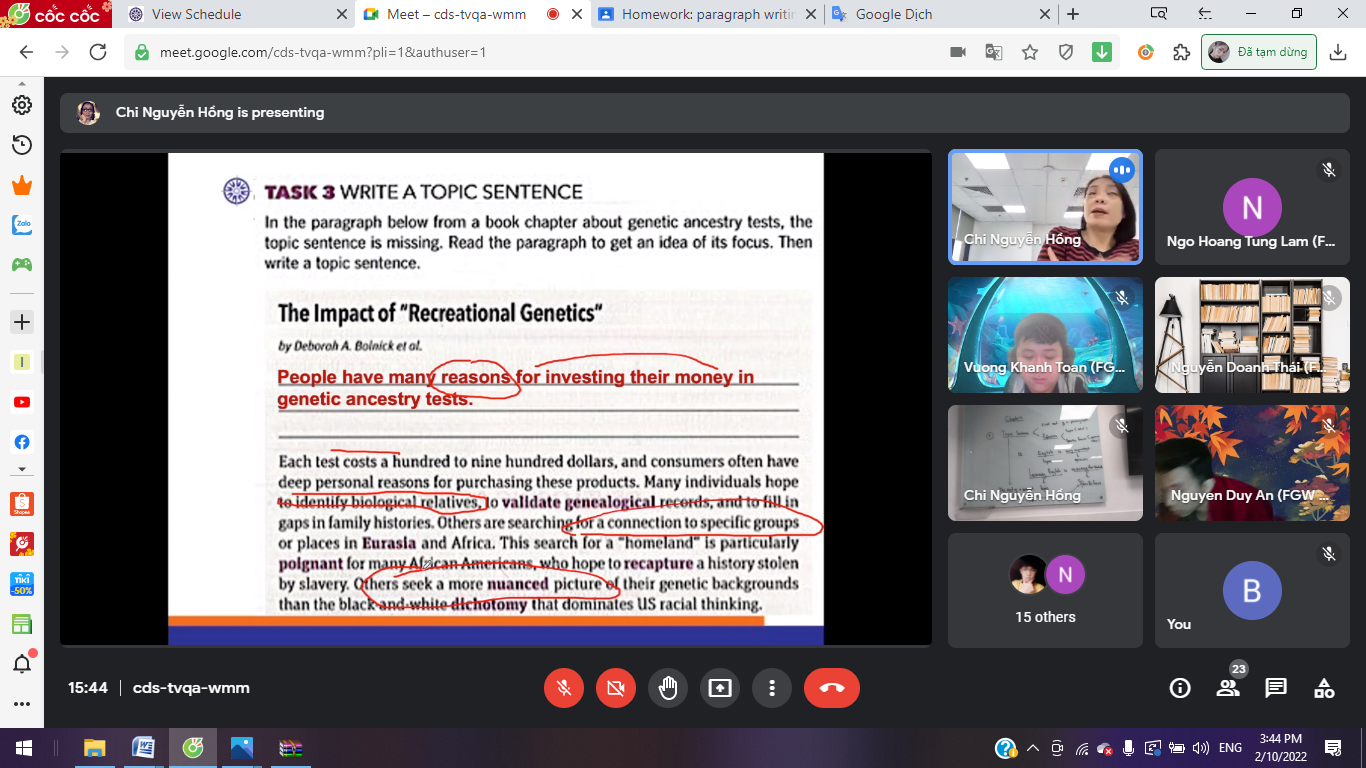 CỐC CỐC
View Schedule
Meet – cds-tvqa-wmm
Homework: paragraph writin
Google Dịch
meet.google.com/cds-tvqa-wmm?pli=1&authuser=1
Đã tạm dừng
Chi Nguyễn Hồng is presenting
TASK 3 WRITE A TOPIC SENTENCE
In the paragraph below from a book chapter about genetic ancestry tests, the
topic sentence is missing. Read the paragraph to get an idea of its focus. Then
write a topic sentence.
The Impact of "Recreational Genetics"
by Deborah A. Bolnick et al.
People have many reasons for investing their money in
genetic ancestry tests.
Each test costs a hundred to nine hundred dollars, and consumers often have
deep personal reasons for purchasing these products. Many individuals hope
to identify biological relatives, to validate genealogical records, and to fill in
gaps in family histories. Others are searching for a connection to specific groups
or places in Eurasia and Africa. This search for a "homeland" is particularly
poignant for many African Americans, who hope to recapture a history stolen
by slavery. Others seek a more nuanced picture of their genetic backgrounds
than the black-and-white dichotomy that dominates US racial thinking.
Chi Nguyễn Hồng
N
Ngo Hoang Tung Lam (F...
Vuong Khanh Toan (FG...
Nguyễn Doanh Thái (F...
Chi Nguyễn Hồng
Nguyen Duy An (FGW ...
N
15 others
B
You
Zalo
Shopee
TIKI
-50%
15:44
cds-tvqa-wmm
23
ENG
3:44 PM
2/10/2022